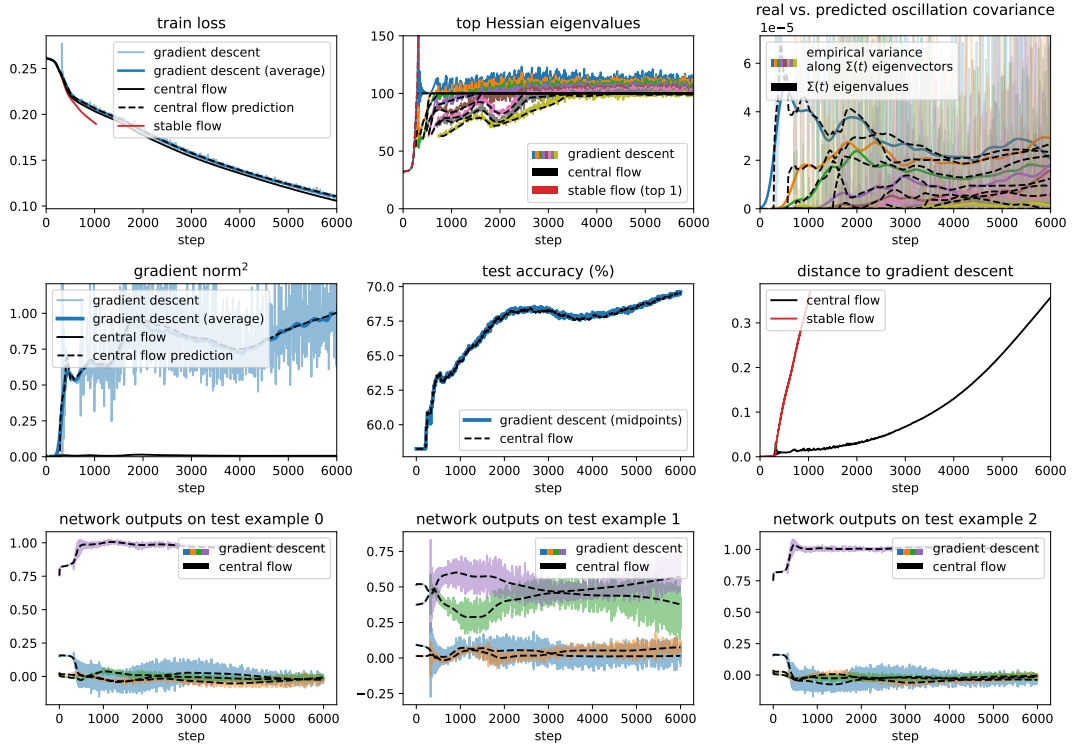 train loss
gradient descent
gradient descent (average)
central flow
central flow prediction
stable flow
0.25
0.20
0.15
0.10
0 1000 2000 3000 4000 5000 6000
step
top Hessian eigenvalues
150
100
50
0
gradient descent
central flow
stable flow (top 1)
0 1000 2000 3000 4000 5000 6000
step
real vs. predicted oscillation covariance
1e−5
6
4
2
0
empirical variance
along Σ(t) eigenvectors
Σ(t) eigenvalues
0 1000 2000 3000 4000 5000 6000
step
gradient norm²
1.00
0.75
0.50
0.25
0.00
gradient descent
gradient descent (average)
central flow
central flow prediction
0 1000 2000 3000 4000 5000 6000
step
test accuracy (%)
70.0
67.5
65.0
62.5
60.0
gradient descent (midpoints)
central flow
0 1000 2000 3000 4000 5000 6000
step
distance to gradient descent
0.3
0.2
0.1
0.0
central flow
stable flow
0 1000 2000 3000 4000 5000 6000
step
network outputs on test example 0
1.00
0.75
0.50
0.25
0.00
gradient descent
central flow
0 1000 2000 3000 4000 5000 6000
step
network outputs on test example 1
0.75
0.50
0.25
0.00
−0.25
gradient descent
central flow
0 1000 2000 3000 4000 5000 6000
step
network outputs on test example 2
1.00
0.75
0.50
0.25
0.00
gradient descent
central flow
0 1000 2000 3000 4000 5000 6000
step